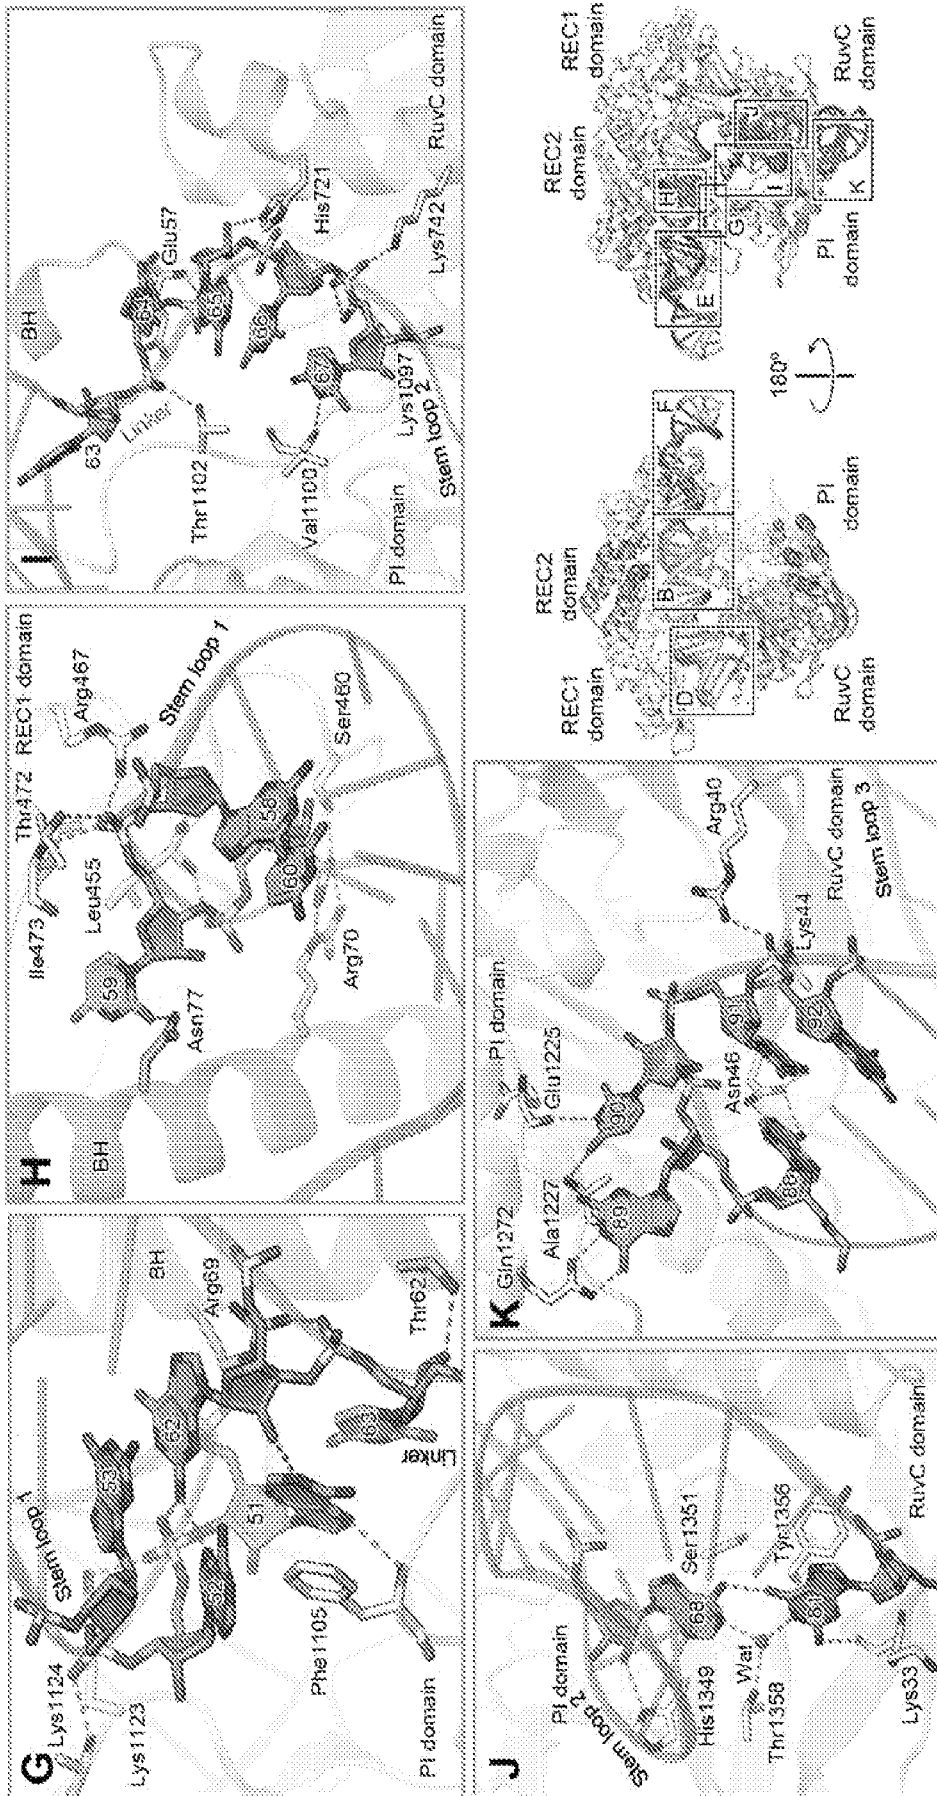 G
Stem loop 1
Lys1124
Lys1123
53
62
52
51
63
BH
Arg69
Phe1105
Thr62
Linker
PI domain
H
Thr472
REC1 domain
Ile473
Arg467
Leu455
Stem loop 1
59
58
60
Asn77
BH
Arg70
Ser460
I
BH
63
Linker
64
Glu57
65
66
67
His721
RuvC domain
Thr1102
Val1100
Lys742
Lys1097
PI domain
Stem loop 2
J
PI domain
Stem loop 2
His1349
68
Ser1351
Wat
Thr1358
Tyr1356
81
Lys33
RuvC domain
K
Gln1272
PI domain
Glu1225
Ala1227
90
89
Asn46
91
88
92
Arg40
Lys44
RuvC domain
Stem loop 3
REC1
domain
REC2
domain
D
B
F
RuvC
domain
PI
domain
180°
REC2
domain
REC1
domain
E
H
G
I
J
K
PI
domain
RuvC
domain